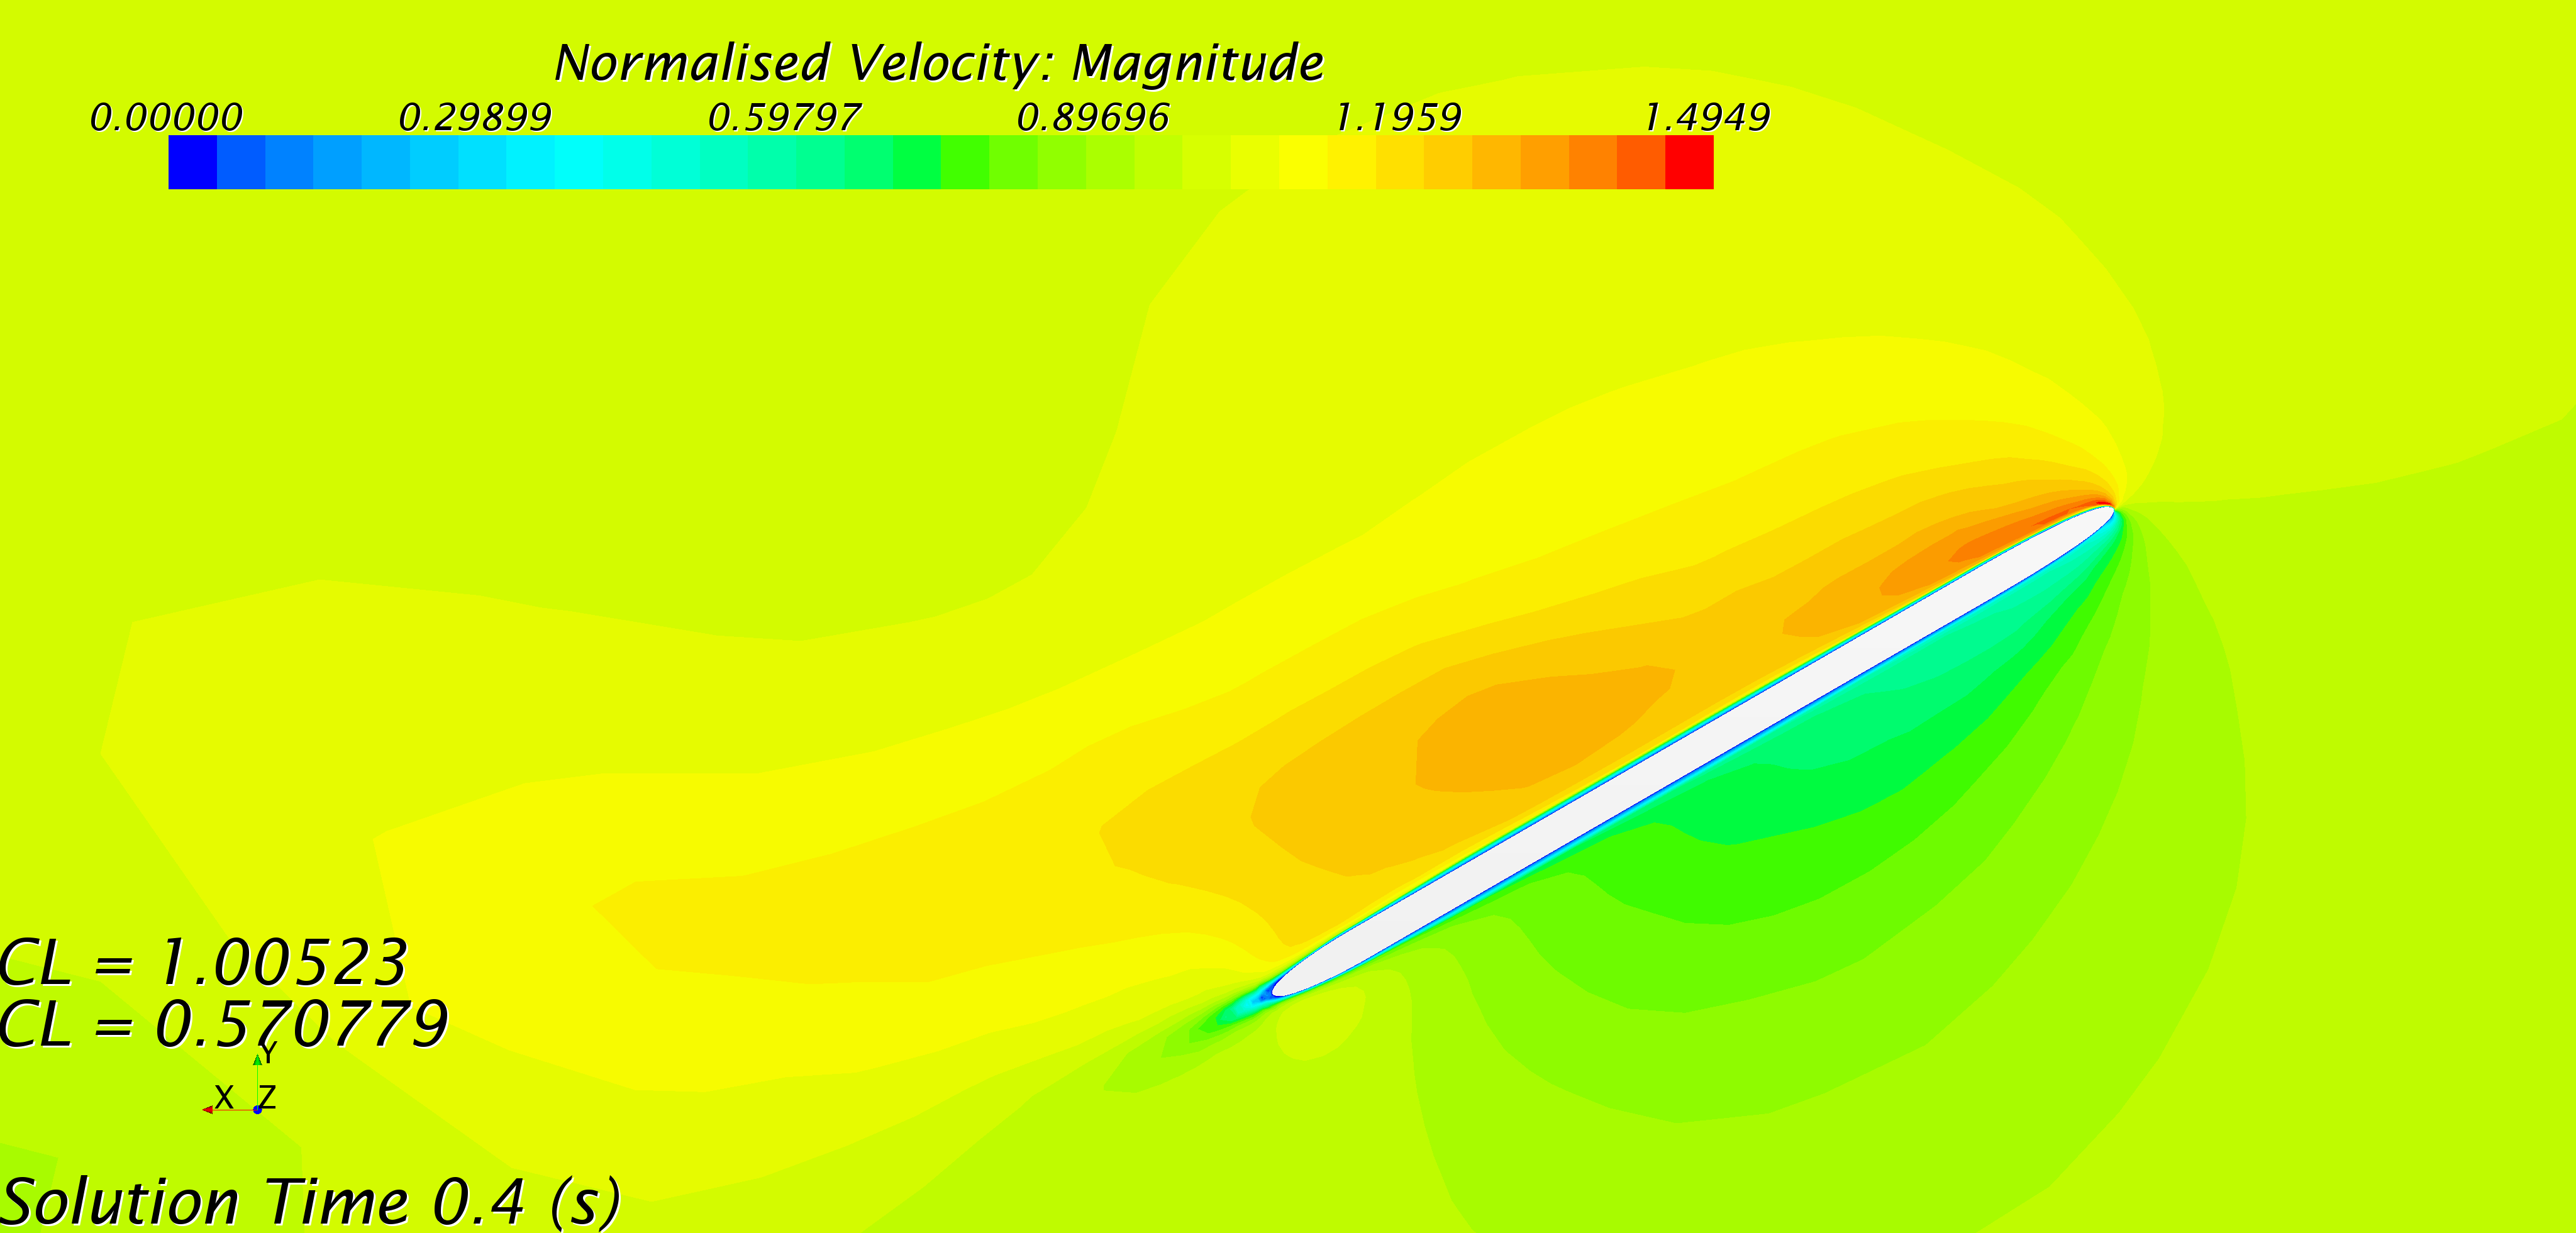 Normalised Velocity: Magnitude
0.00000 0.29899 0.59797 0.89696 1.1959 1.4949
CL = 1.00523
CL = 0.570779
Y
X Z
Solution Time 0.4 (s)